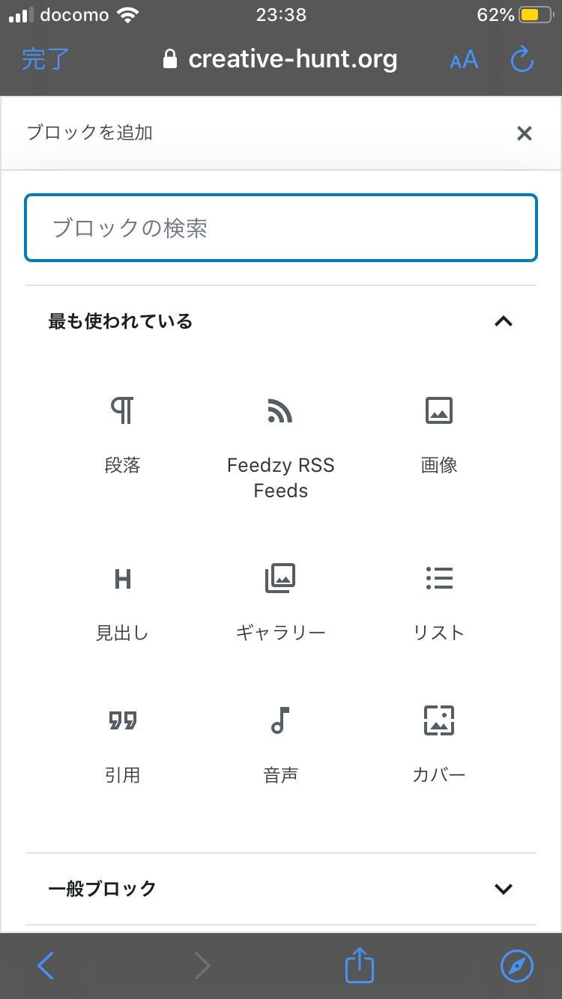 docomo 23:38 62%
完了 creative-hunt.org AA
ブロックを追加
ブロックの検索
最も使われている
段落 Feedzy RSS Feeds 画像
見出し ギャラリー リスト
引用 音声 カバー
一般ブロック